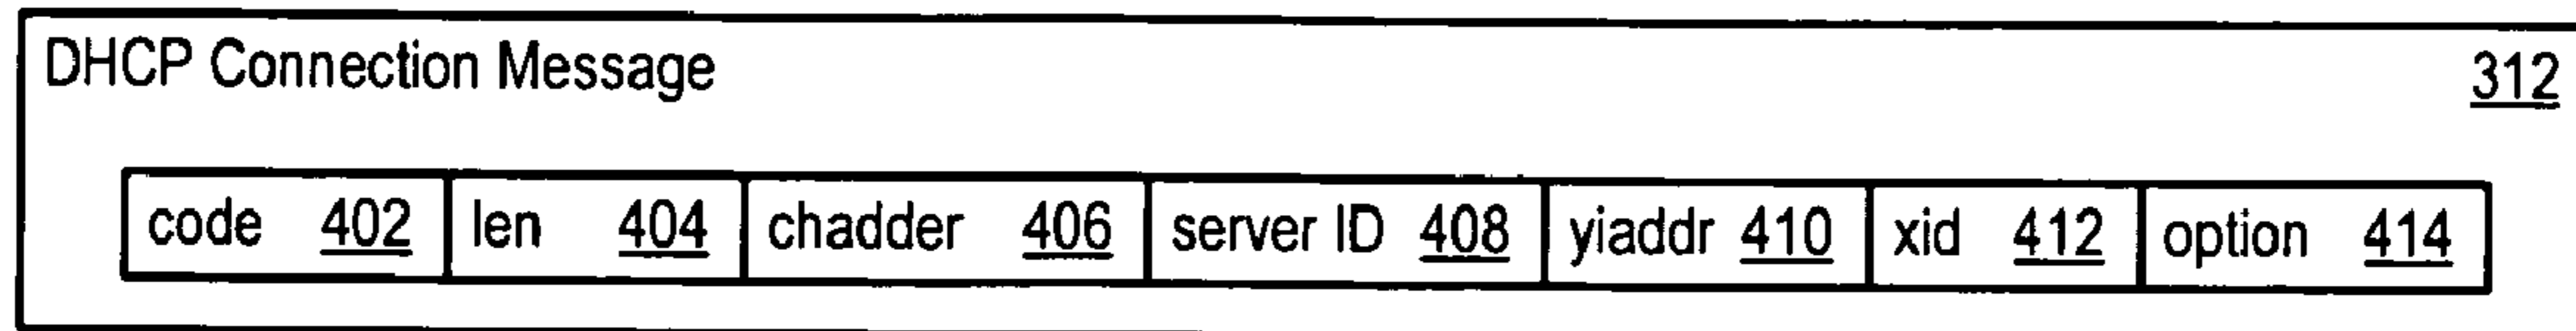 DHCP Connection Message 312
code 402 len 404 chadder 406 server ID 408 yiaddr 410 xid 412 option 414